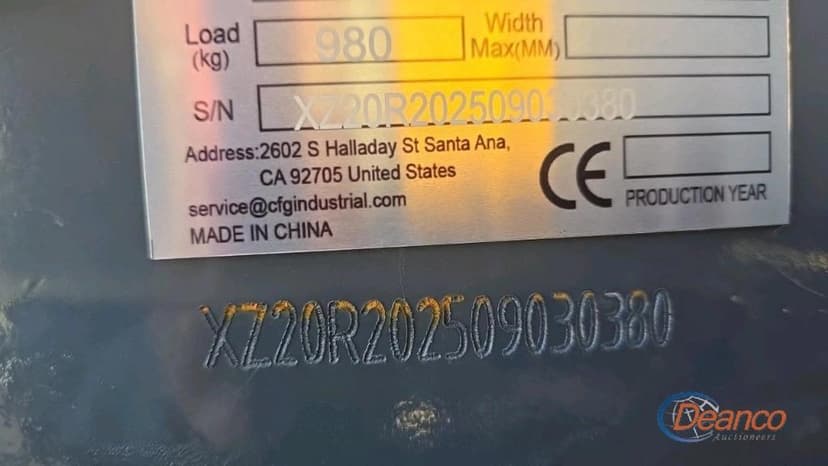 Load (kg) 980 Width Max(MM)
S/N XZ20R202509030380
Address:2602 S Halladay St Santa Ana,
CA 92705 United States
service@cfgindustrial.com
MADE IN CHINA
CE
PRODUCTION YEAR
XZ20R202509030380
Deanco
Auctioneers